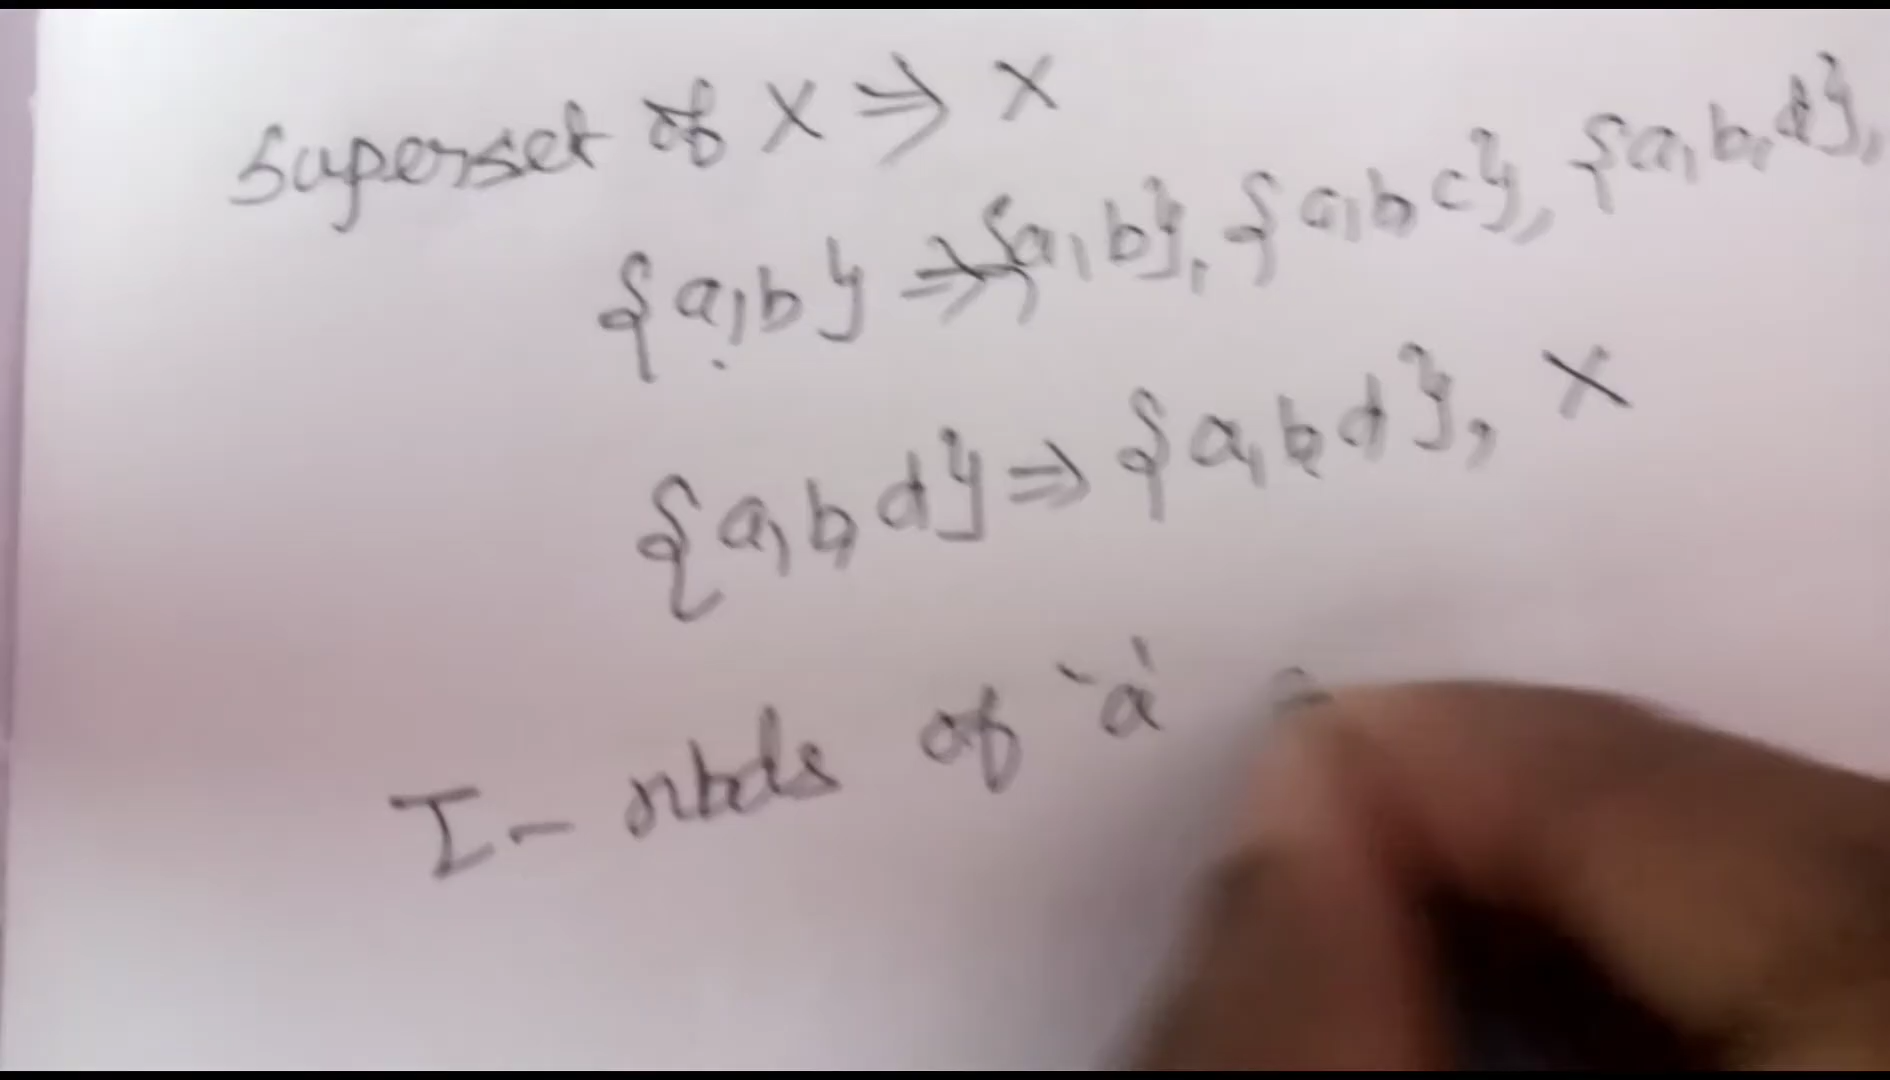 Superset of X ⇒ X
{a,b} ⇒ {a,b}, {a,b,c}, {a,b,d},
{a,b,d} ⇒ {a,b,d}, X
I- nbds of `a'